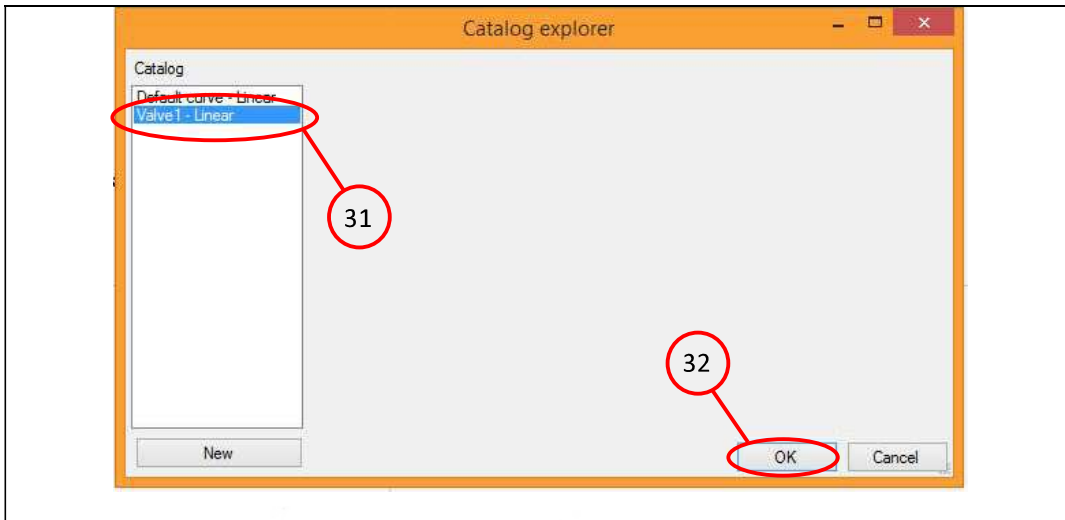 Catalog explorer
Catalog
Default curve - Linear
Valve1 - Linear
31
32
New
OK
Cancel